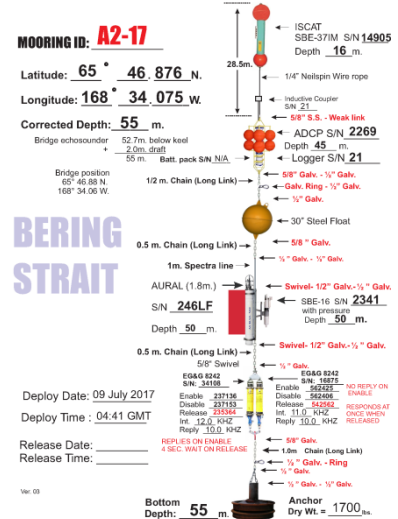 MOORING ID: A2-17
Latitude: 65° 46.876 N.
Longitude: 168° 34.075 W.
Corrected Depth: 55 m.
Bridge echosounder 52.7m. below keel
+ 2.0m. draft
55 m.
Batt. pack S/N N/A
Bridge position
65° 46.88 N.
168° 34.06 W.
BERING
STRAIT
Deploy Date: 09 July 2017
Deploy Time : 04:41 GMT
Release Date:
Release Time:
Ver: 03
28.5m.
ISCAT
SBE-37IM S/N 14905
Depth 16 m.
1/4" Neilspin Wire rope
Inductive Coupler
S/N 21
5/8" S.S. - Weak link
ADCP S/N 2269
Depth 45 m.
Logger S/N 21
5/8" Galv. - ½" Galv.
1/2 m. Chain (Long Link)
Galv. Ring - ½" Galv.
½" Galv.
30" Steel Float
0.5 m. Chain (Long Link)
5/8 " Galv.
½ " Galv. - ½" Galv.
1m. Spectra line
AURAL (1.8m.)
S/N 246LF
Depth 50 m.
Swivel- 1/2" Galv.-½ " Galv.
SBE-16 S/N 2341
with pressure
Depth 50 m.
Swivel- 1/2" Galv.-½ " Galv.
0.5 m. Chain (Long Link)
5/8" Swivel
½ " Galv.
EG&G 8242
S/N: 34108
Enable 237136
Disable 237153
Release 235364
Int. 12.0 KHZ
Reply 10.0 KHZ
REPLIES ON ENABLE
4 SEC. WAIT ON RELEASE
EG&G 8242
S/N: 16875
Enable 562425
Disable 562406
Release 542562
Int. 11.0 KHZ
Reply 10.0 KHZ
NO REPLY ON
ENABLE
RESPONDS AT
ONCE WHEN
RELEASED
5/8" Galv.
1.0m Chain (Long Link)
½ " Galv. - Ring
½ " Galv.
½ " Galv. - ½" Galv.
Bottom
Depth: 55 m.
Anchor
Dry Wt. = 1700 lbs.